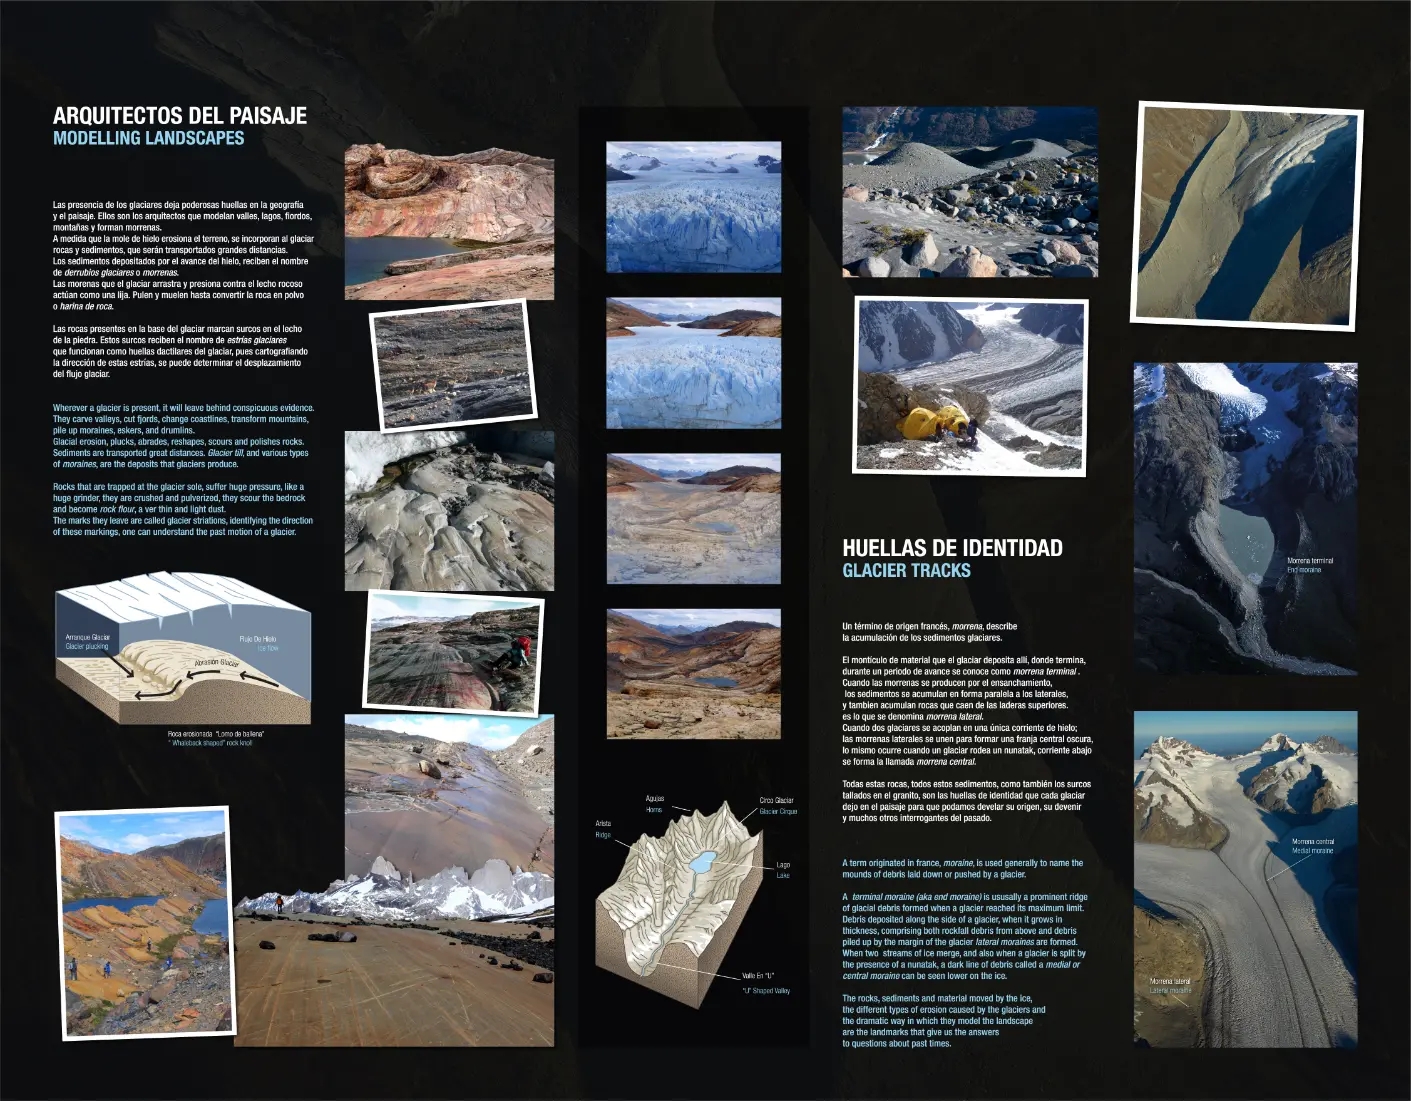 ARQUITECTOS DEL PAISAJE
MODELLING LANDSCAPES
Las presencia de los glaciares deja poderosas huellas en la geografía
y el paisaje. Ellos son los arquitectos que modelan valles, lagos, fiordos,
montañas y forman morrenas.
A medida que la mole de hielo erosiona el terreno, se incorporan al glaciar
rocas y sedimentos, que serán transportados grandes distancias.
Los sedimentos depositados por el avance del hielo, reciben el nombre
de derrubios glaciares o morrenas.
Las morenas que el glaciar arrastra y presiona contra el lecho rocoso
actúan como una lija. Pulen y muelen hasta convertir la roca en polvo
o harina de roca.
Las rocas presentes en la base del glaciar marcan surcos en el lecho
de la piedra. Estos surcos reciben el nombre de estrías glaciares
que funcionan como huellas dactilares del glaciar, pues cartografiando
la dirección de estas estrías, se puede determinar el desplazamiento
del flujo glaciar.
Wherever a glacier is present, it will leave behind conspicuous evidence.
They carve valleys, cut fjords, change coastlines, transform mountains,
pile up moraines, eskers, and drumlins.
Glacial erosion, plucks, abrades, reshapes, scours and polishes rocks.
Sediments are transported great distances. Glacier till, and various types
of moraines, are the deposits that glaciers produce.
Rocks that are trapped at the glacier sole, suffer huge pressure, like a
huge grinder, they are crushed and pulverized, they scour the bedrock
and become rock flour, a ver thin and light dust.
The marks they leave are called glacier striations, identifying the direction
of these markings, one can understand the past motion of a glacier.
Arranque Glaciar
Glacier plucking
Flujo De Hielo
Ice flow
Abrasión Glaciar
Roca erosionada "Lomo de ballena"
" Whaleback shaped" rock knoll
Agujas
Horns
Circo Glaciar
Glacier Cirque
Arista
Ridge
Lago
Lake
Valle En "U"
"U" Shaped Valley
HUELLAS DE IDENTIDAD
GLACIER TRACKS
Un término de origen francés, morrena, describe
la acumulación de los sedimentos glaciares.
El montículo de material que el glaciar deposita allí, donde termina,
durante un periodo de avance se conoce como morrena terminal .
Cuando las morrenas se producen por el ensanchamiento,
los sedimentos se acumulan en forma paralela a los laterales,
y tambien acumulan rocas que caen de las laderas superiores.
es lo que se denomina morrena lateral.
Cuando dos glaciares se acoplan en una única corriente de hielo;
las morrenas laterales se unen para formar una franja central oscura,
lo mismo ocurre cuando un glaciar rodea un nunatak, corriente abajo
se forma la llamada morrena central.
Todas estas rocas, todos estos sedimentos, como también los surcos
tallados en el granito, son las huellas de identidad que cada glaciar
dejo en el paisaje para que podamos develar su origen, su devenir
y muchos otros interrogantes del pasado.
A term originated in france, moraine, is used generally to name the
mounds of debris laid down or pushed by a glacier.
A terminal moraine (aka end moraine) is ususally a prominent ridge
of glacial debris formed when a glacier reached its maximum limit.
Debris deposited along the side of a glacier, when it grows in
thickness, comprising both rockfall debris from above and debris
piled up by the margin of the glacier lateral moraines are formed.
When two streams of ice merge, and also when a glacier is split by
the presence of a nunatak, a dark line of debris called a medial or
central moraine can be seen lower on the ice.
The rocks, sediments and material moved by the ice,
the different types of erosion caused by the glaciers and
the dramatic way in which they model the landscape
are the landmarks that give us the answers
to questions about past times.
Morrena terminal
End moraine
Morrena central
Medial moraine
Morrena lateral
Lateral moraine